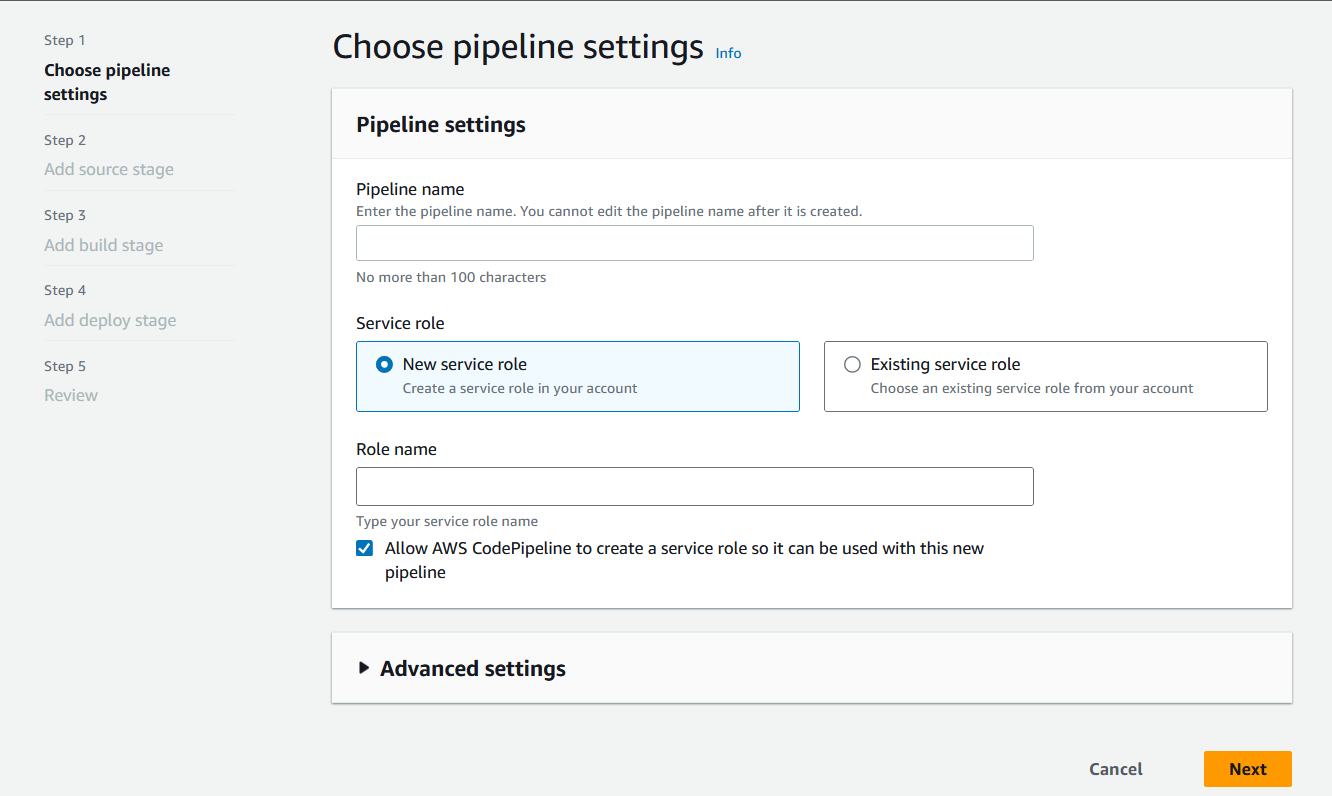 Step 1
Choose pipeline
settings
Step 2
Add source stage
Step 3
Add build stage
Step 4
Add deploy stage
Step 5
Review
Choose pipeline settings Info
Pipeline settings
Pipeline name
Enter the pipeline name. You cannot edit the pipeline name after it is created.
No more than 100 characters
Service role
New service role
Create a service role in your account
Existing service role
Choose an existing service role from your account
Role name
Type your service role name
Allow AWS CodePipeline to create a service role so it can be used with this new
pipeline
Advanced settings
Cancel
Next